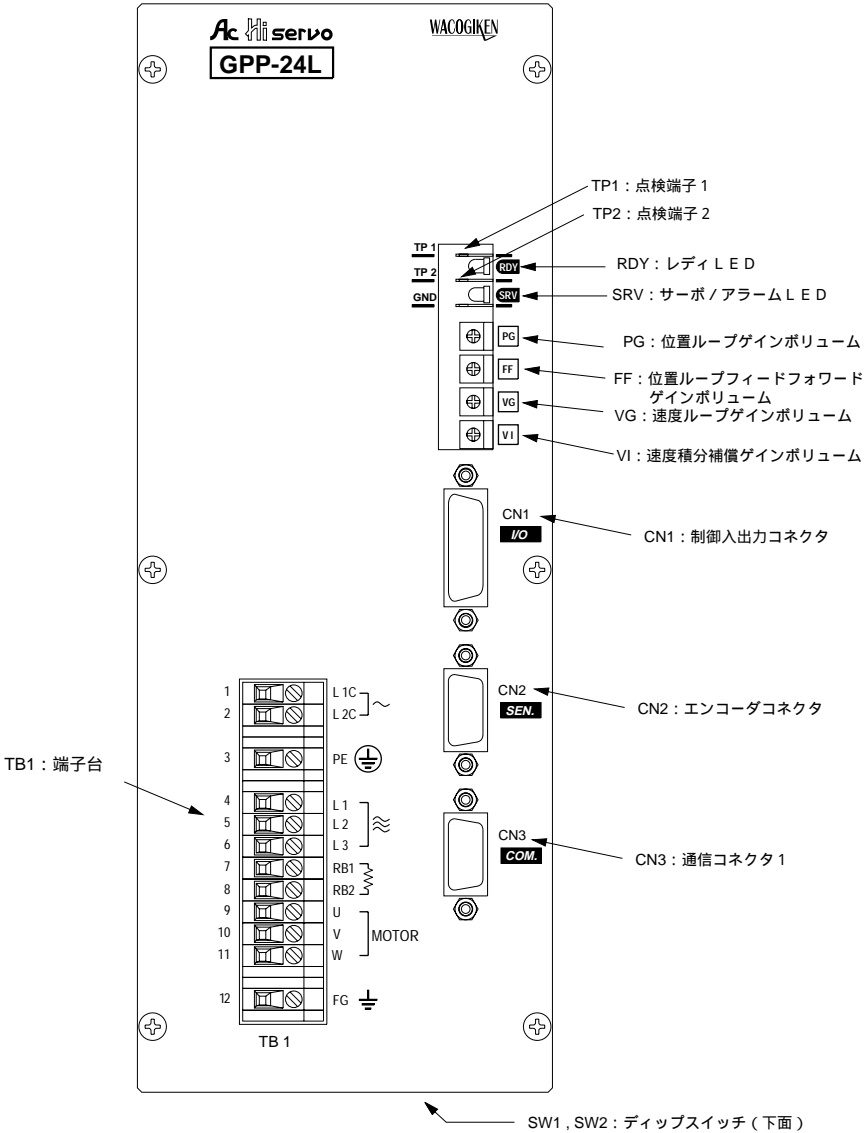 Ac Hi servo
WACOGIKEN
GPP-24L
TP1：点検端子1
TP2：点検端子2
TP 1
RDY
RDY：レディＬＥＤ
TP 2
GND
SRV
SRV：サーボ/アラームＬＥＤ
PG
PG：位置ループゲインボリューム
FF
FF：位置ループフィードフォワード
ゲインボリューム
VG
VG：速度ループゲインボリューム
VI
VI：速度積分補償ゲインボリューム
CN1
I/O
CN1：制御入出力コネクタ
CN2
SEN.
CN2：エンコーダコネクタ
CN3
COM.
CN3：通信コネクタ1
TB1：端子台
1 L1C
2 L2C
3 PE
4 L1
5 L2
6 L3
7 RB1
8 RB2
9 U
10 V MOTOR
11 W
12 FG
TB 1
SW1 , SW2：ディップスイッチ（下面）